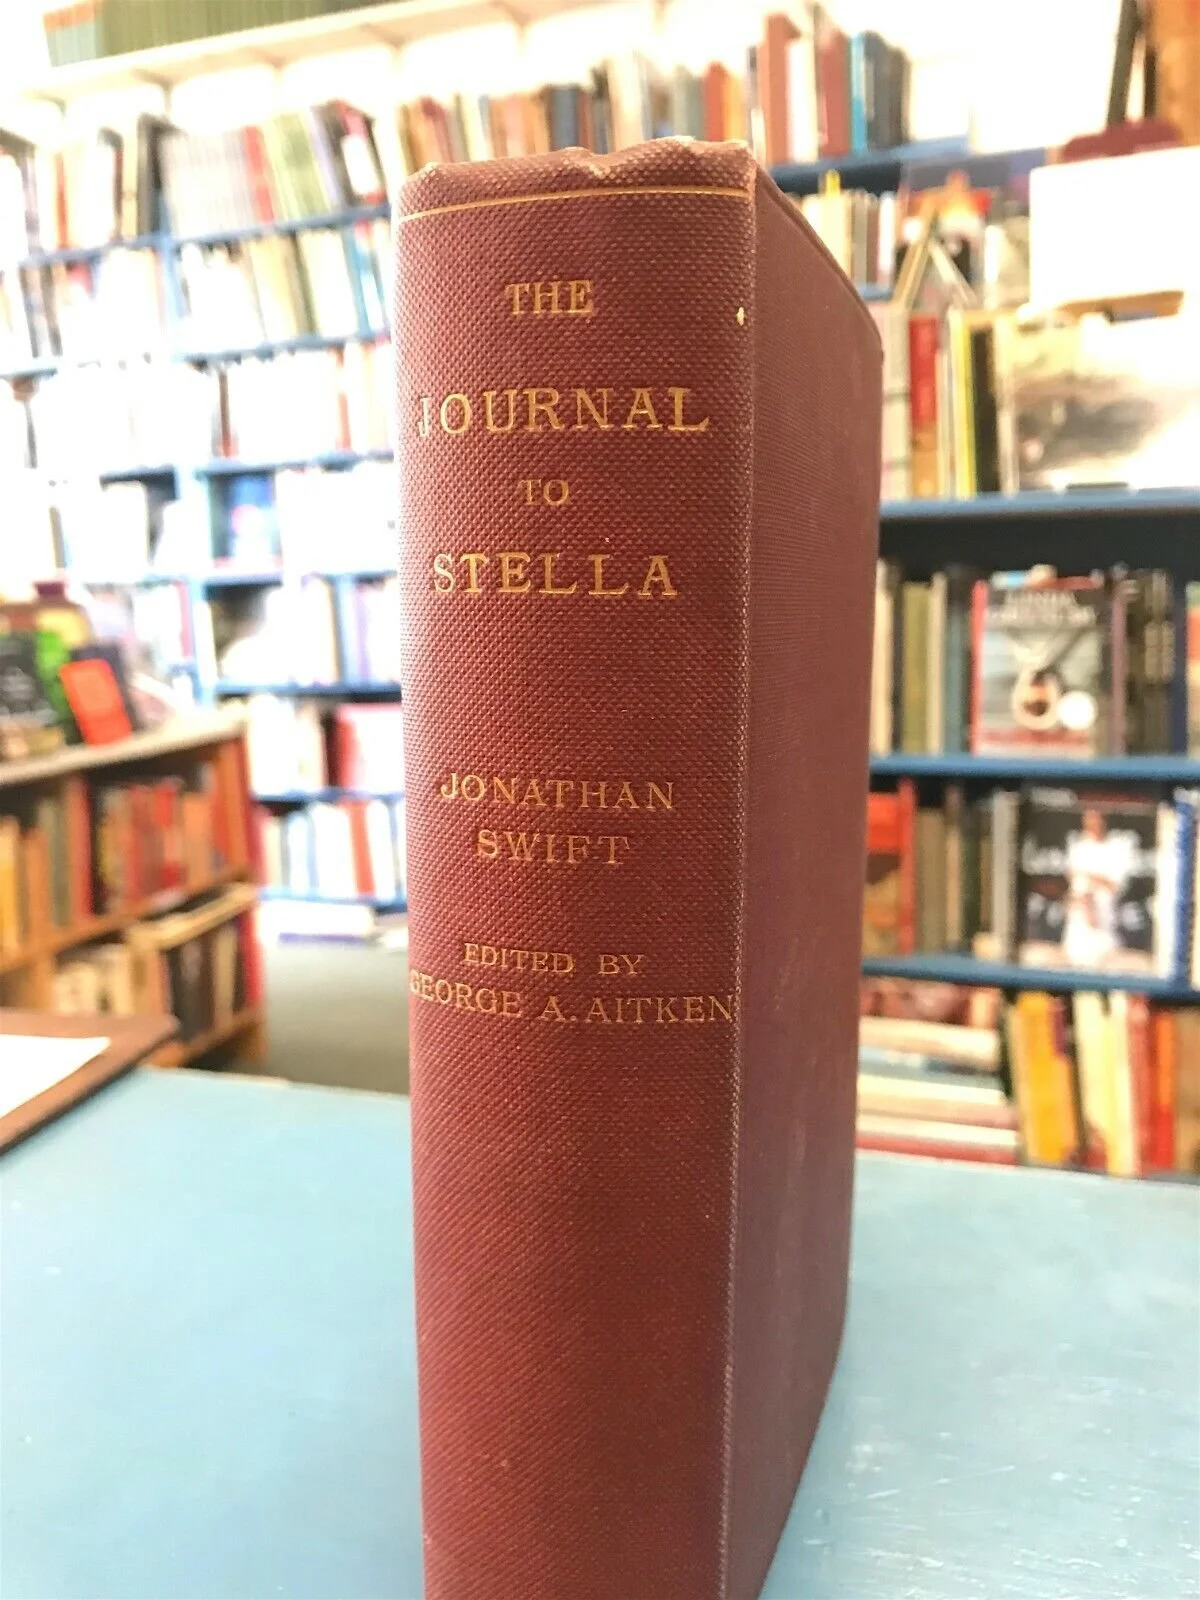 THE
JOURNAL
TO
STELLA
JONATHAN
SWIFT
EDITED BY
GEORGE A. AITKEN